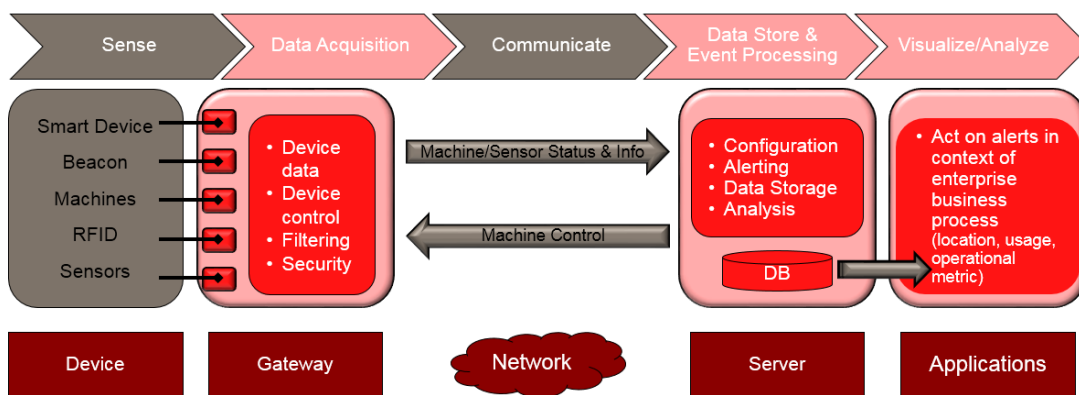 Sense
Data Acquisition
Communicate
Data Store &
Event Processing
Visualize/Analyze
Smart Device
Beacon
Machines
RFID
Sensors
• Device
data
• Device
control
• Filtering
• Security
Machine/Sensor Status & Info
Machine Control
• Configuration
• Alerting
• Data Storage
• Analysis
DB
• Act on alerts in
context of
enterprise
business
process
(location, usage,
operational
metric)
Device
Gateway
Network
Server
Applications